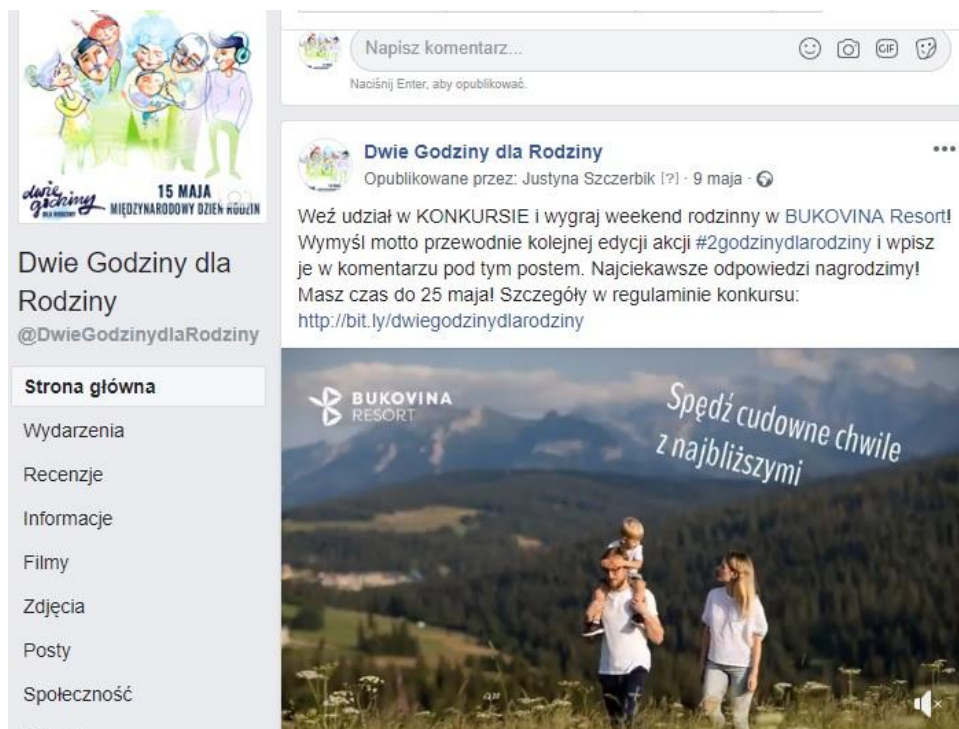 dwie godziny
DLA RODZINY
15 MAJA
MIĘDZYNARODOWY DZIEŃ RODZIN
Dwie Godziny dla
Rodziny
@DwieGodzinydlaRodziny
Strona główna
Wydarzenia
Recenzje
Informacje
Filmy
Zdjęcia
Posty
Społeczność
Napisz komentarz...
GIF
Naciśnij Enter, aby opublikować.
Dwie Godziny dla Rodziny
Opublikowane przez: Justyna Szczerbik [?] · 9 maja ·
Weź udział w KONKURSIE i wygraj weekend rodzinny w BUKOVINA Resort!
Wymyśl motto przewodnie kolejnej edycji akcji #2godzinydlarodziny i wpisz
je w komentarzu pod tym postem. Najciekawsze odpowiedzi nagrodzimy!
Masz czas do 25 maja! Szczegóły w regulaminie konkursu:
http://bit.ly/dwiegodzinydlarodziny
BUKOVINA
RESORT
Spędź cudowne chwile
z najbliższymi